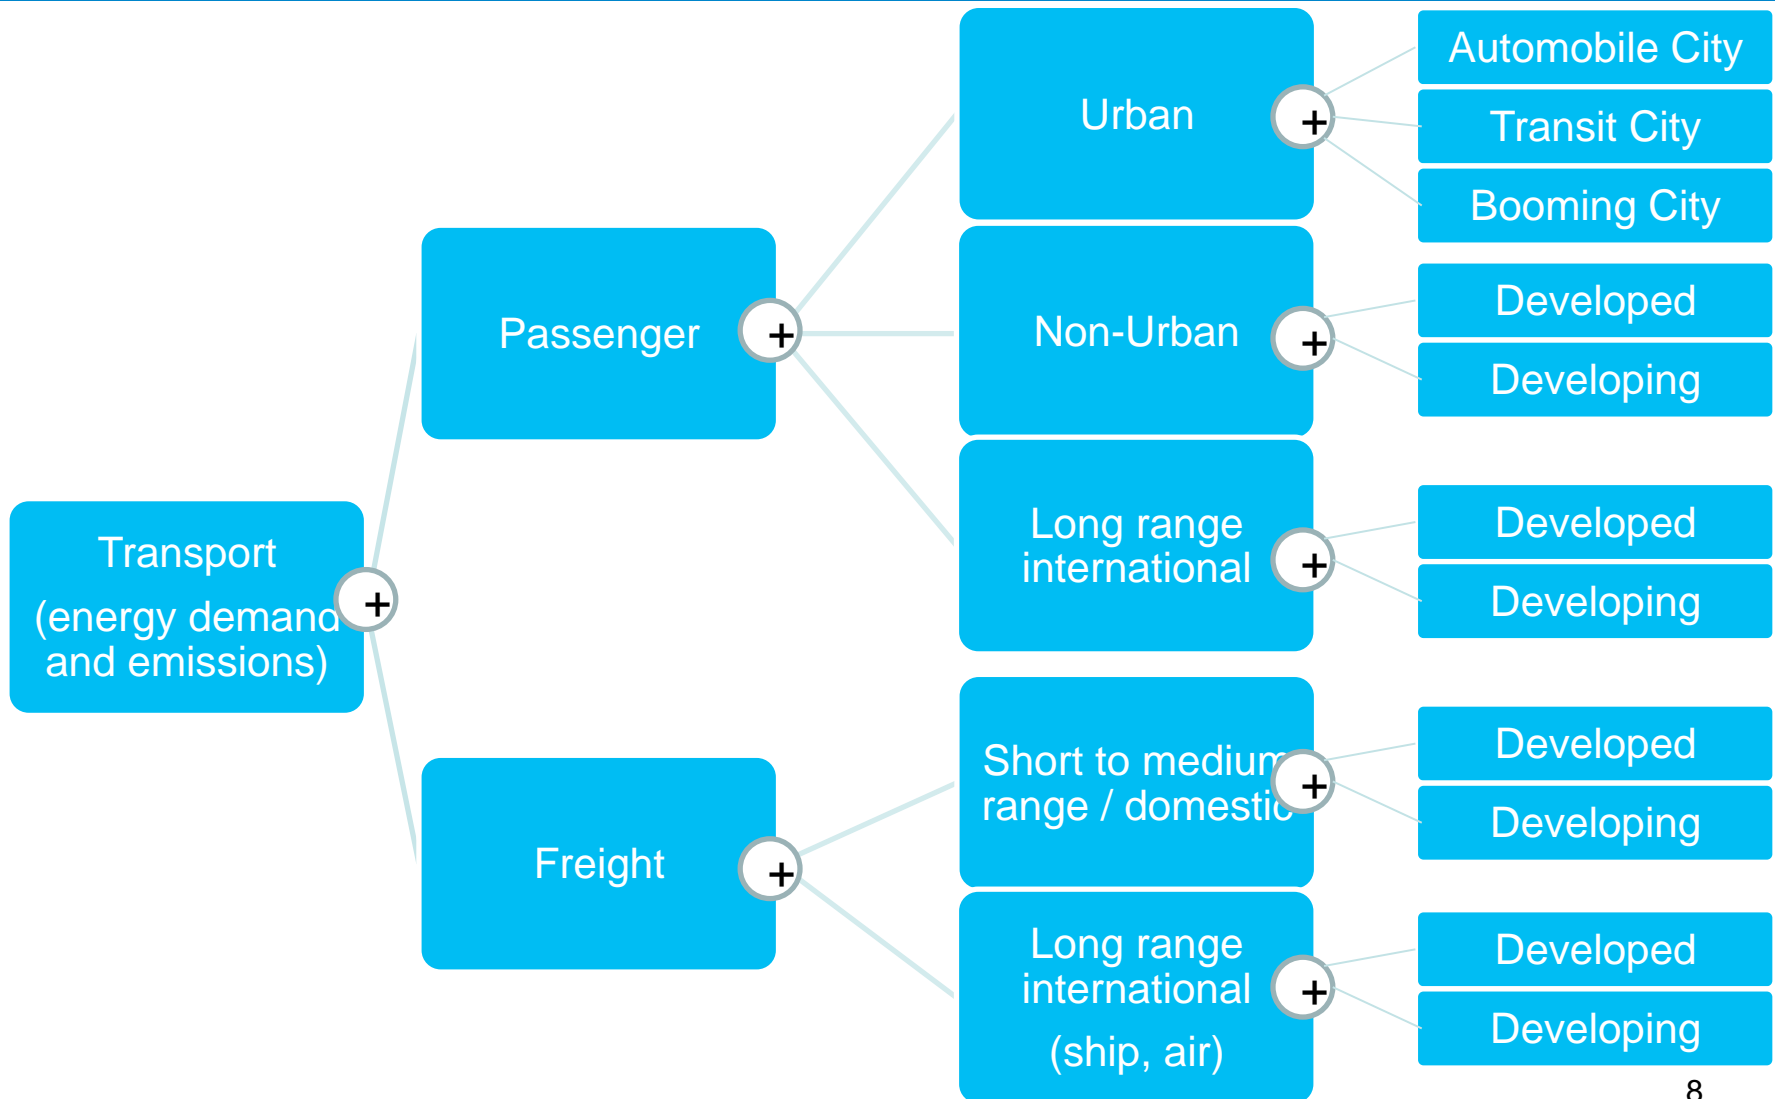 Transport
(energy demand
and emissions)
+
Passenger
+
Urban
+
Automobile City
Transit City
Booming City
Non-Urban
+
Developed
Developing
Long range
international
+
Developed
Developing
Freight
+
Short to medium
range / domestic
+
Developed
Developing
Long range
international
(ship, air)
+
Developed
Developing
8